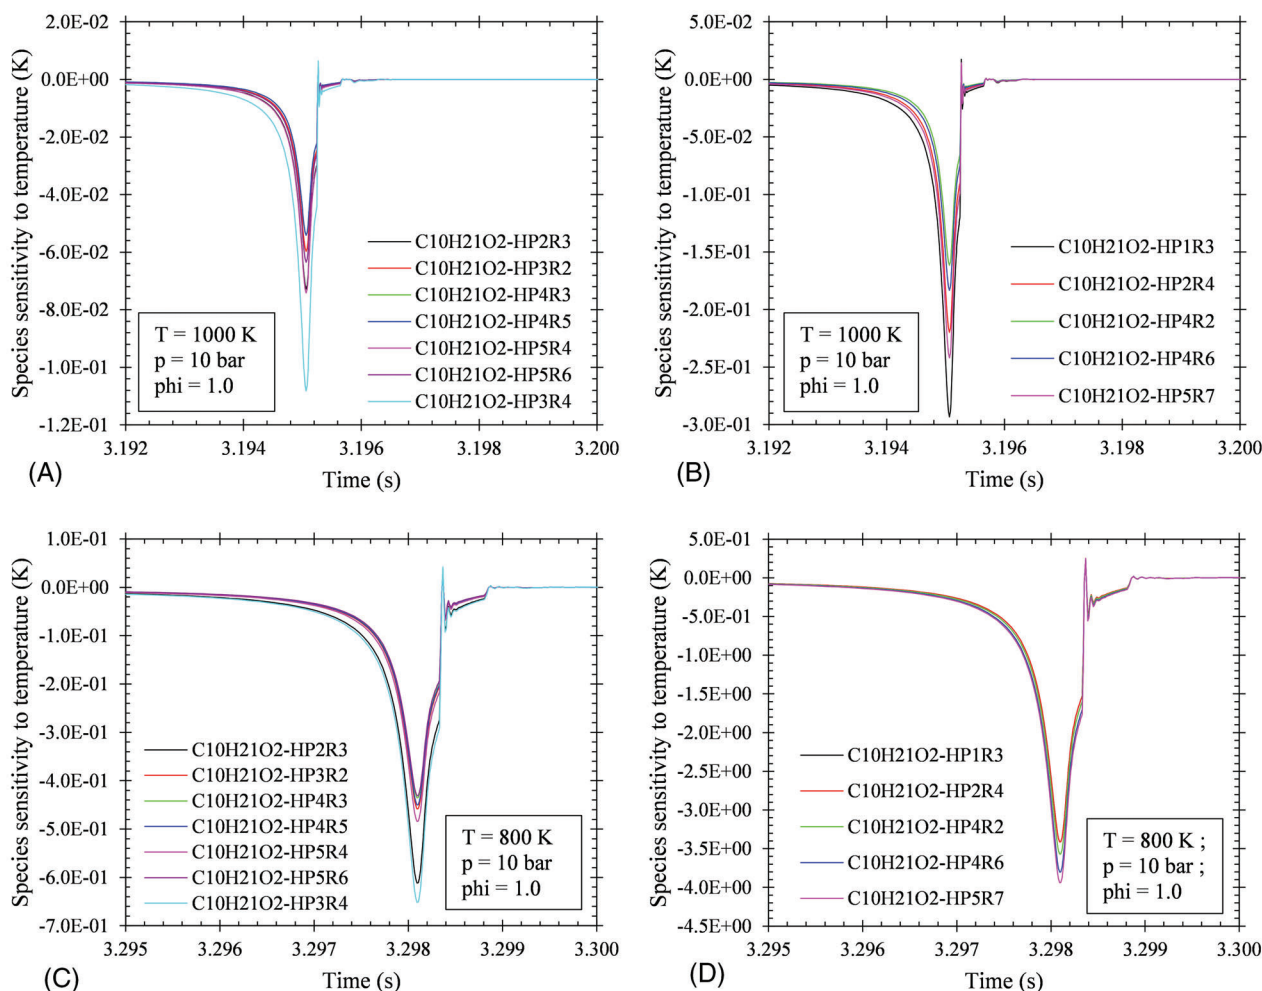 Species sensitivity to temperature (K)
2.0E-02
0.0E+00
-2.0E-02
-4.0E-02
-6.0E-02
-8.0E-02
-1.0E-01
-1.2E-01
C10H21O2-HP2R3
C10H21O2-HP3R2
C10H21O2-HP4R3
C10H21O2-HP4R5
C10H21O2-HP5R4
C10H21O2-HP5R6
C10H21O2-HP3R4
T = 1000 K
p = 10 bar
phi = 1.0
3.192 3.194 3.196 3.198 3.200
Time (s)
(A)
Species sensitivity to temperature (K)
5.0E-02
0.0E+00
-5.0E-02
-1.0E-01
-1.5E-01
-2.0E-01
-2.5E-01
-3.0E-01
C10H21O2-HP1R3
C10H21O2-HP2R4
C10H21O2-HP4R2
C10H21O2-HP4R6
C10H21O2-HP5R7
T = 1000 K
p = 10 bar
phi = 1.0
3.192 3.194 3.196 3.198 3.200
Time (s)
(B)
Species sensitivity to temperature (K)
1.0E-01
0.0E+00
-1.0E-01
-2.0E-01
-3.0E-01
-4.0E-01
-5.0E-01
-6.0E-01
-7.0E-01
C10H21O2-HP2R3
C10H21O2-HP3R2
C10H21O2-HP4R3
C10H21O2-HP4R5
C10H21O2-HP5R4
C10H21O2-HP5R6
C10H21O2-HP3R4
T = 800 K
p = 10 bar
phi = 1.0
3.295 3.296 3.297 3.298 3.299 3.300
Time (s)
(C)
Species sensitivity to temperature (K)
5.0E-01
0.0E+00
-5.0E-01
-1.0E+00
-1.5E+00
-2.0E+00
-2.5E+00
-3.0E+00
-3.5E+00
-4.0E+00
-4.5E+00
C10H21O2-HP1R3
C10H21O2-HP2R4
C10H21O2-HP4R2
C10H21O2-HP4R6
C10H21O2-HP5R7
T = 800 K ;
p = 10 bar ;
phi = 1.0
3.295 3.296 3.297 3.298 3.299 3.300
Time (s)
(D)